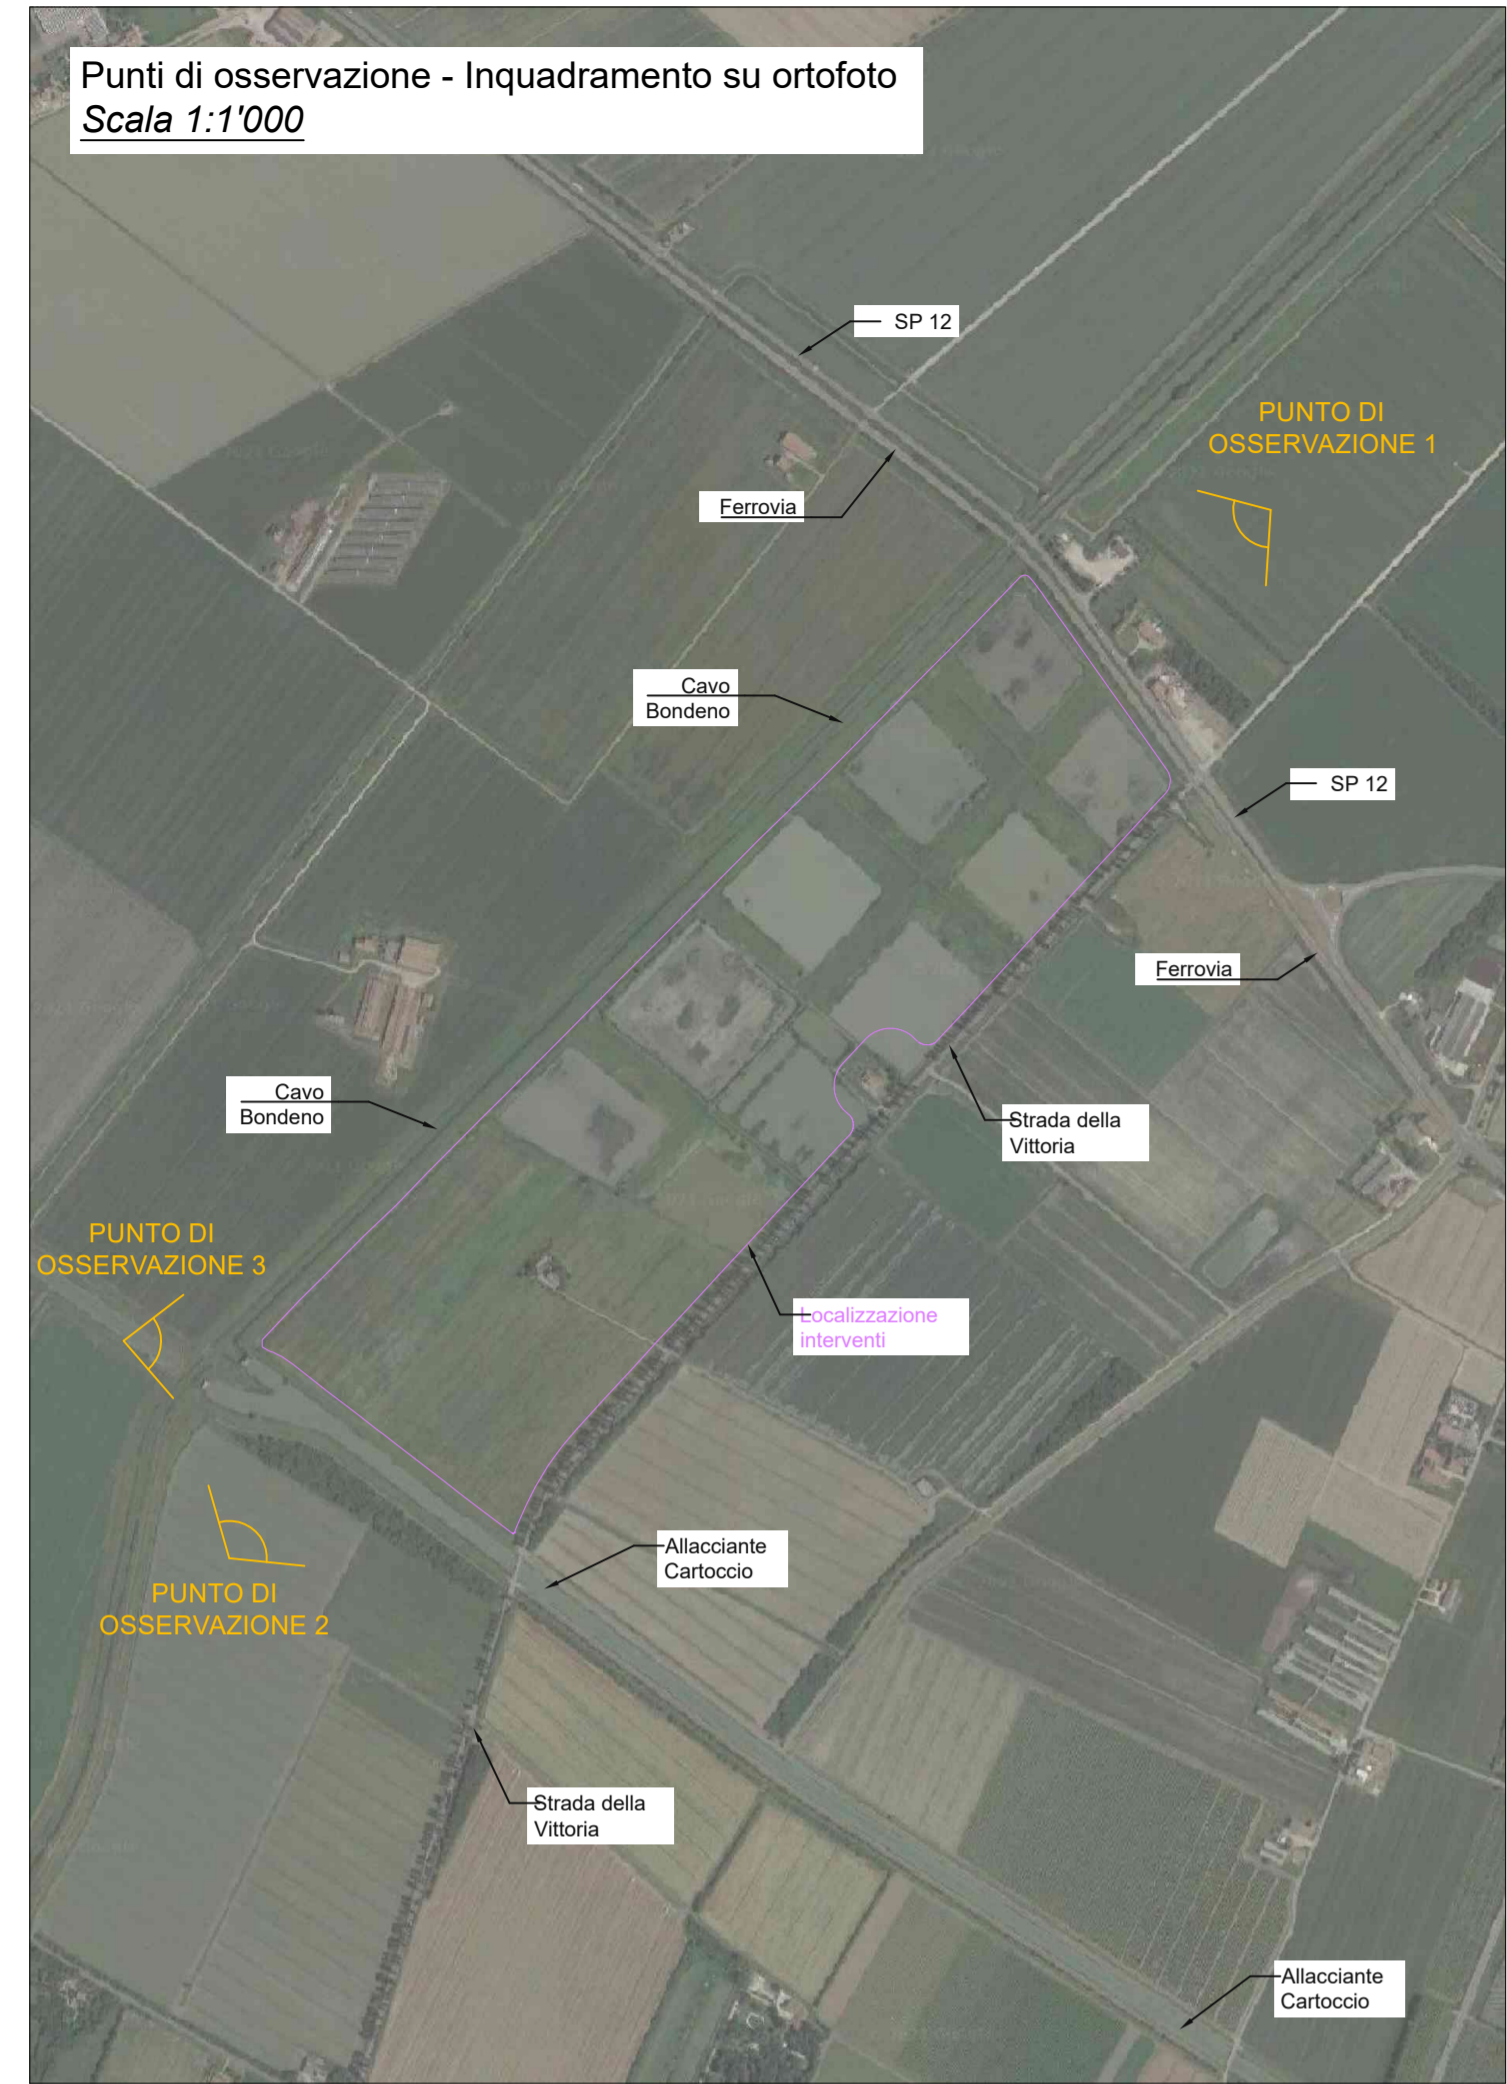 Punti di osservazione - Inquadramento su ortofoto
Scala 1:1'000
SP 12
PUNTO DI
OSSERVAZIONE 1
Ferrovia
Cavo
Bondeno
SP 12
Ferrovia
Cavo
Bondeno
Strada della
Vittoria
PUNTO DI
OSSERVAZIONE 3
Localizzazione
interventi
Allacciante
Cartoccio
PUNTO DI
OSSERVAZIONE 2
Strada della
Vittoria
Allacciante
Cartoccio